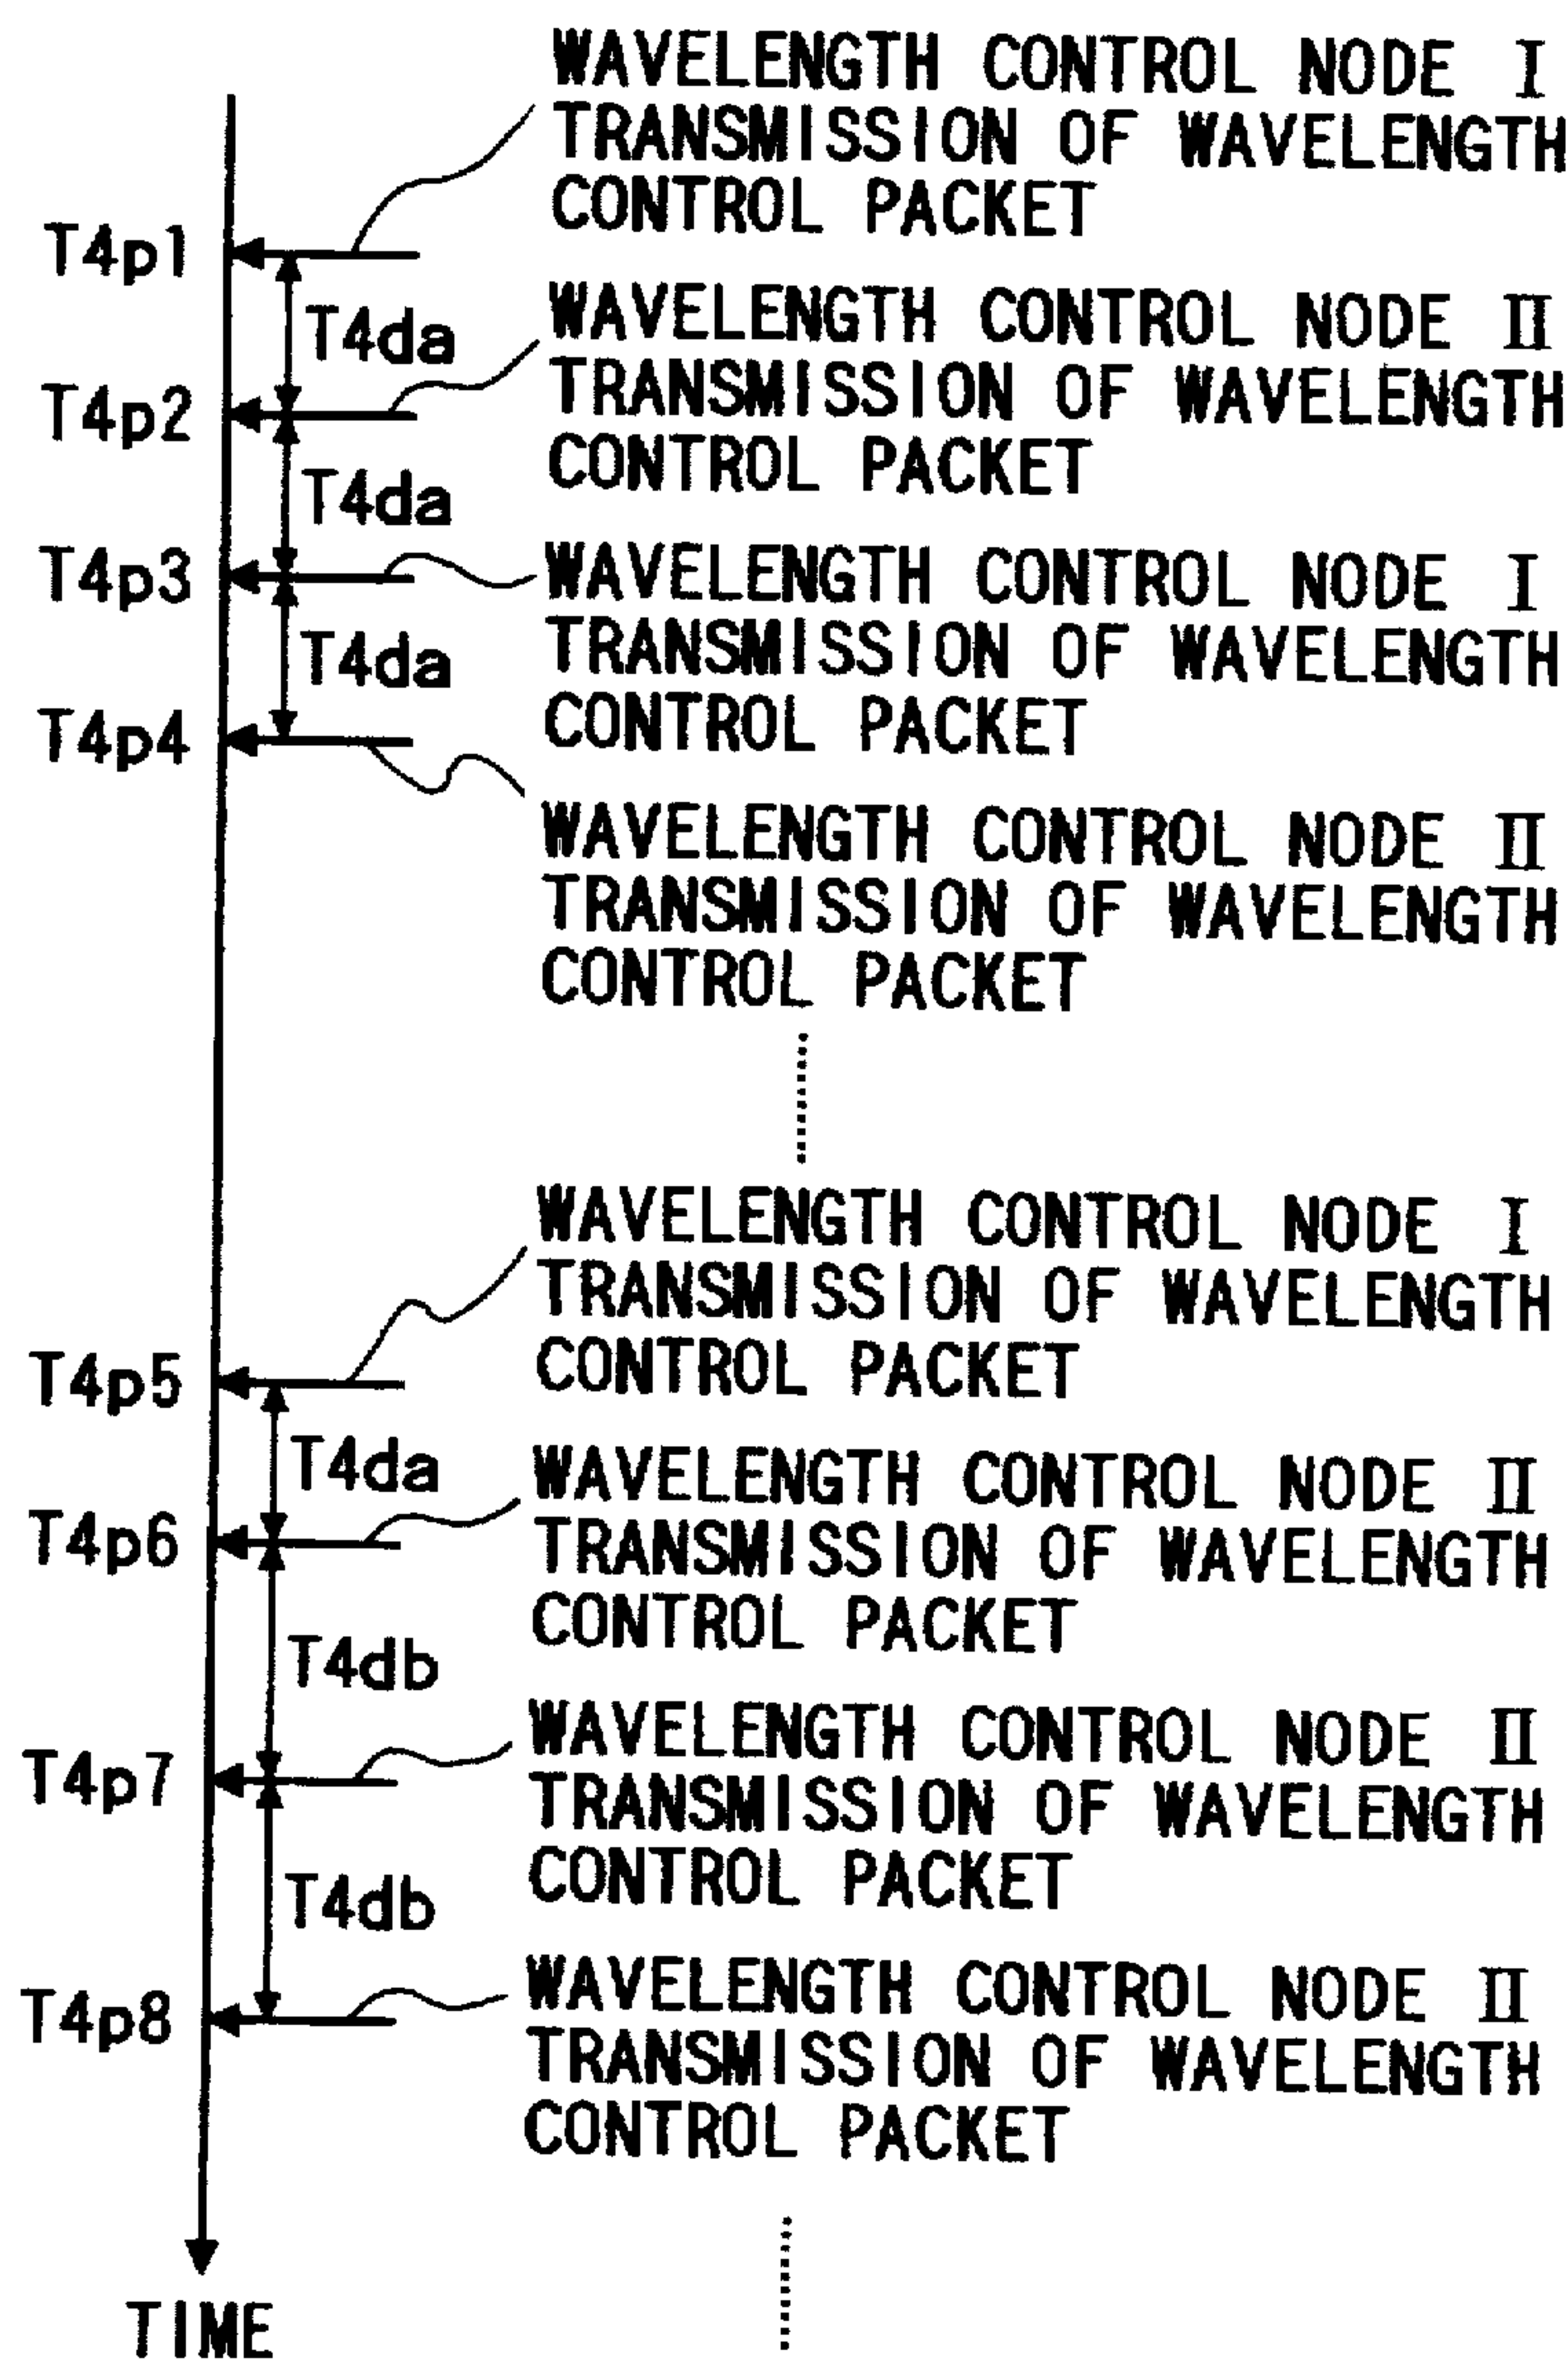 WAVELENGTH CONTROL NODE I
TRANSMISSION OF WAVELENGTH
CONTROL PACKET
T4p1
T4da
WAVELENGTH CONTROL NODE II
TRANSMISSION OF WAVELENGTH
CONTROL PACKET
T4p2
T4da
T4p3
WAVELENGTH CONTROL NODE I
TRANSMISSION OF WAVELENGTH
CONTROL PACKET
T4da
T4p4
WAVELENGTH CONTROL NODE II
TRANSMISSION OF WAVELENGTH
CONTROL PACKET
WAVELENGTH CONTROL NODE I
TRANSMISSION OF WAVELENGTH
CONTROL PACKET
T4p5
T4da
WAVELENGTH CONTROL NODE II
TRANSMISSION OF WAVELENGTH
CONTROL PACKET
T4p6
T4db
WAVELENGTH CONTROL NODE II
TRANSMISSION OF WAVELENGTH
CONTROL PACKET
T4p7
T4db
WAVELENGTH CONTROL NODE II
TRANSMISSION OF WAVELENGTH
CONTROL PACKET
T4p8
TIME